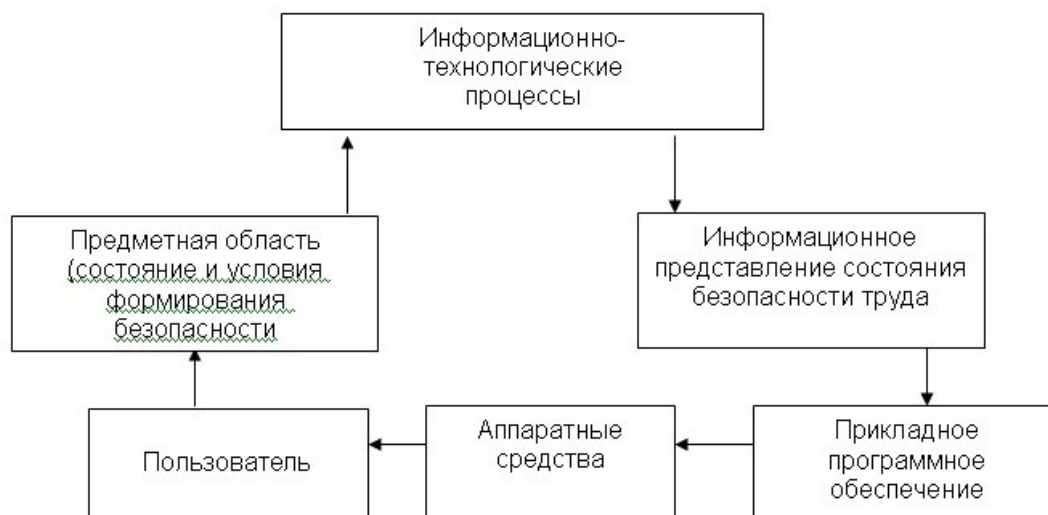 Информационно-
технологические
процессы
Предметная область
(состояние и условия
формирования
безопасности
Информационное
представление состояния
безопасности труда
Пользователь
Аппаратные
средства
Прикладное
программное
обеспечение